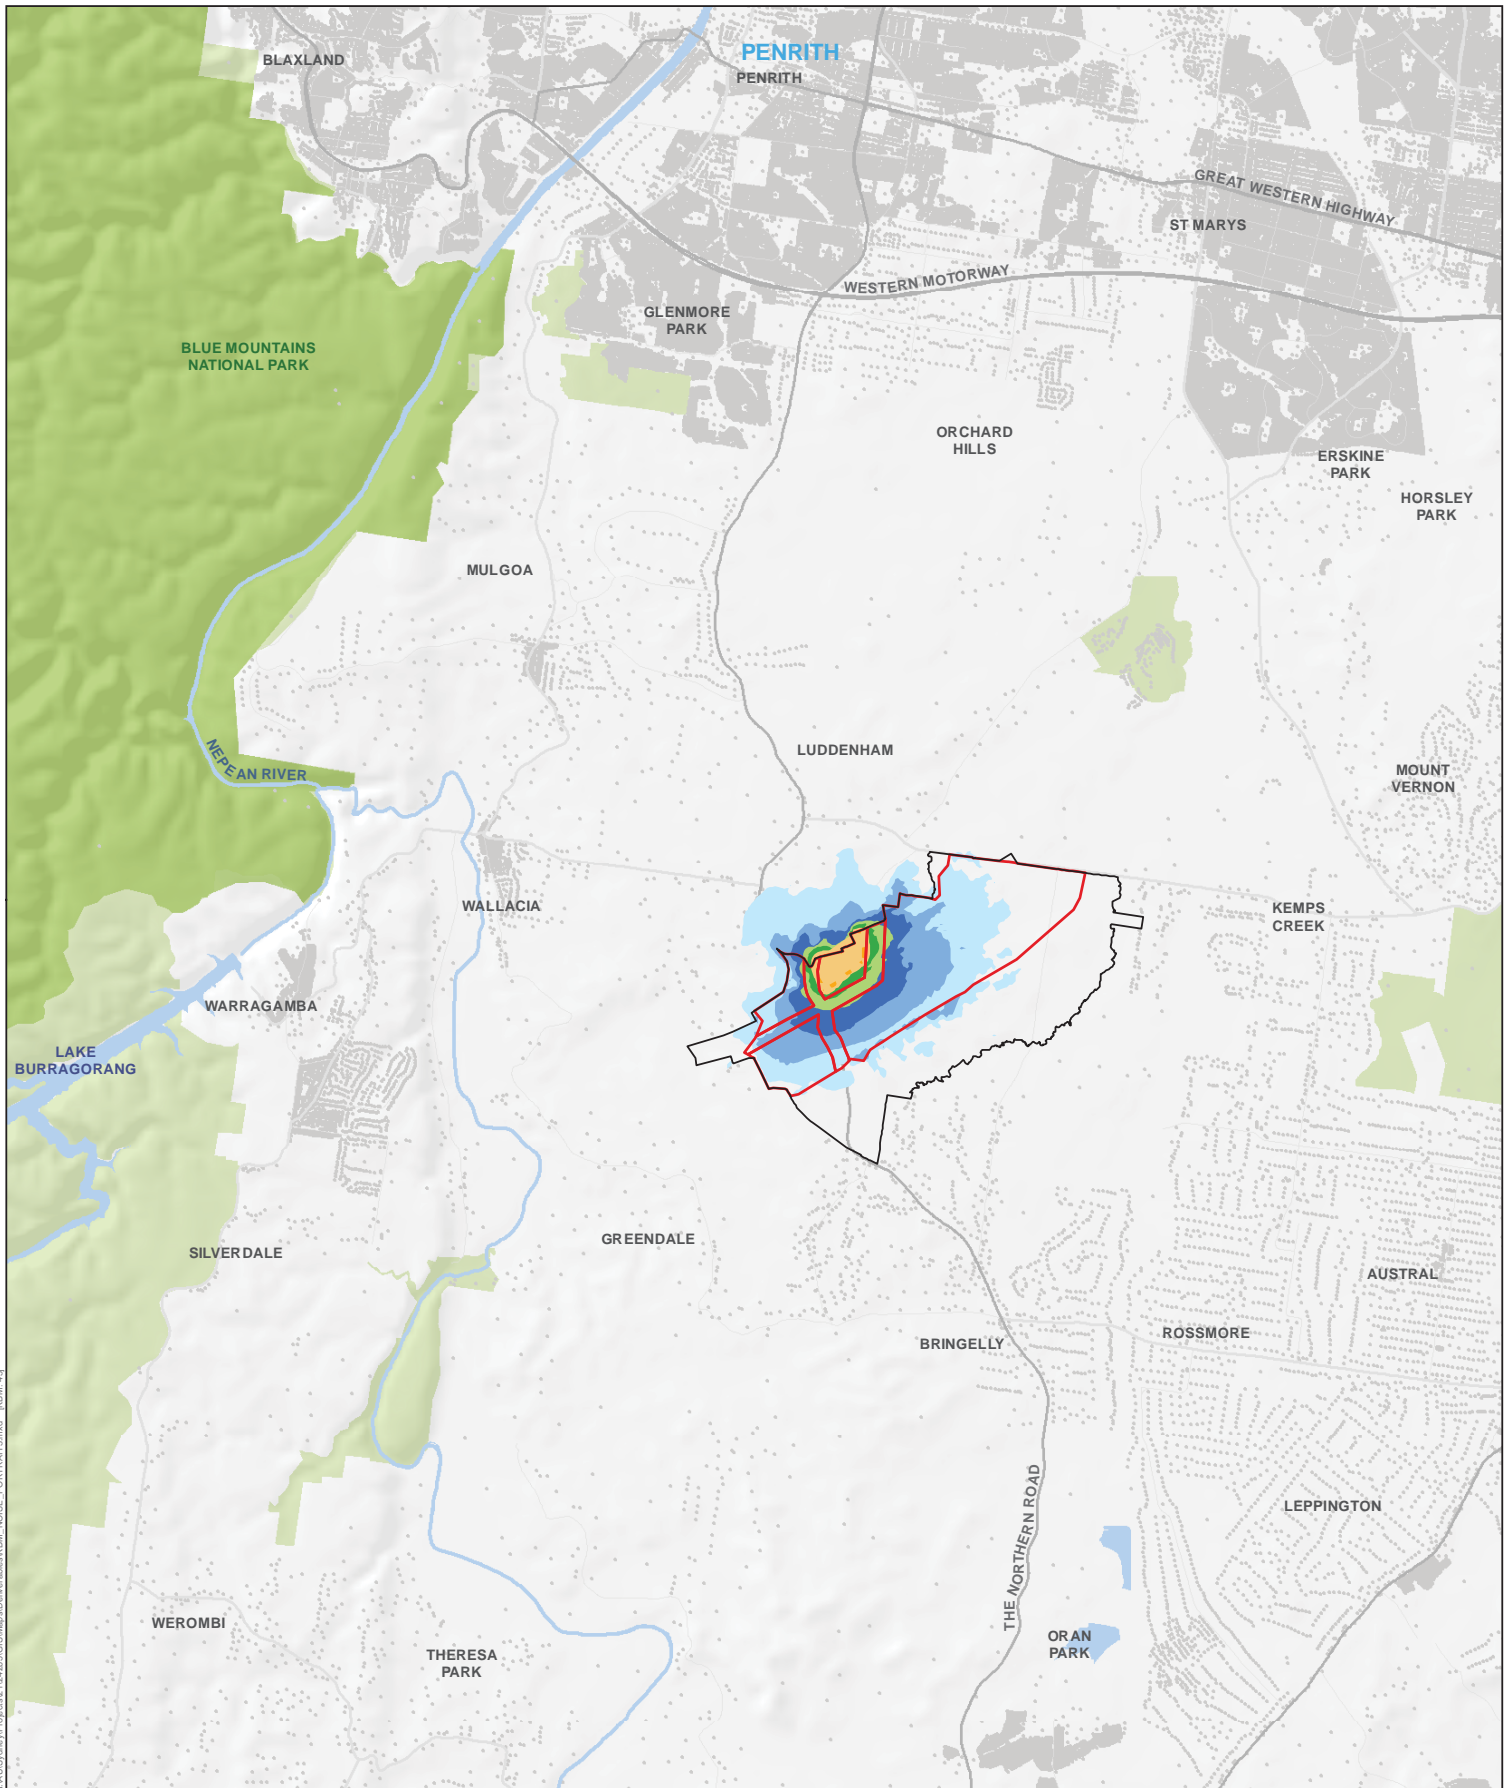 BLAXLAND
PENRITH
PENRITH
GREAT WESTERN HIGHWAY
ST MARYS
WESTERN MOTORWAY
GLENMORE
PARK
BLUE MOUNTAINS
NATIONAL PARK
ORCHARD
HILLS
ERSKINE
PARK
HORSLEY
PARK
MULGOA
NEPEAN RIVER
LUDDENHAM
MOUNT
VERNON
WALLACIA
KEMPS
CREEK
WARRAGAMBA
LAKE
BURRAGORANG
GREENDALE
SILVERDALE
AUSTRAL
ROSSMORE
BRINGELLY
THE NORTHERN ROAD
LEPPINGTON
WEROMBI
THERESA
PARK
ORAN
PARK